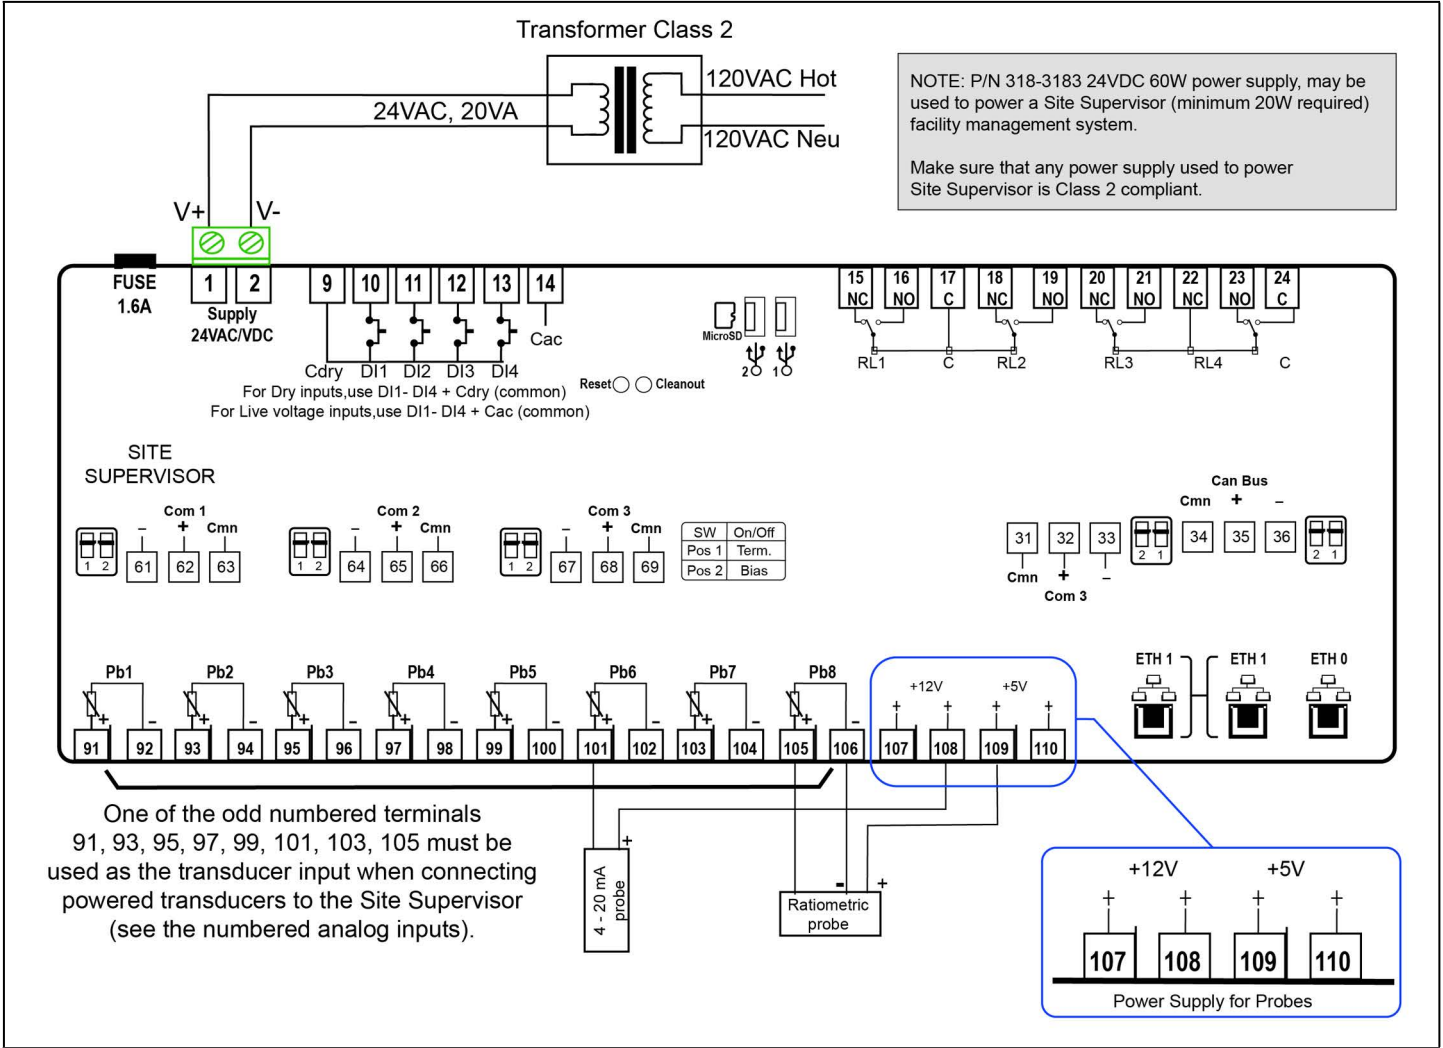 Transformer Class 2
120VAC Hot
24VAC, 20VA
120VAC Neu
NOTE: P/N 318-3183 24VDC 60W power supply, may be
used to power a Site Supervisor (minimum 20W required)
facility management system.
Make sure that any power supply used to power
Site Supervisor is Class 2 compliant.
V+ V-
FUSE
1.6A
1 2
Supply
24VAC/VDC
9 10 11 12 13 14
Cac
Cdry DI1 DI2 DI3 DI4
For Dry inputs,use DI1- DI4 + Cdry (common)
For Live voltage inputs,use DI1- DI4 + Cac (common)
MicroSD
2 1
Reset Cleanout
15 16 17 18 19 20 21 22 23 24
NC NO C NC NO NC NO NC NO C
RL1 C RL2 RL3 RL4 C
SITE
SUPERVISOR
Com 1
– + Cmn
1 2 61 62 63
Com 2
– + Cmn
1 2 64 65 66
Com 3
– + Cmn
1 2 67 68 69
SW On/Off
Pos 1 Term.
Pos 2 Bias
31 32 33
Cmn + –
Com 3
2 1
Can Bus
Cmn + –
34 35 36
2 1
Pb1 Pb2 Pb3 Pb4 Pb5 Pb6 Pb7 Pb8
+ – + – + – + – + – + – + – + –
+12V +5V
+ + + +
91 92 93 94 95 96 97 98 99 100 101 102 103 104 105 106 107 108 109 110
ETH 1 ETH 1 ETH 0
One of the odd numbered terminals
91, 93, 95, 97, 99, 101, 103, 105 must be
used as the transducer input when connecting
powered transducers to the Site Supervisor
(see the numbered analog inputs).
+
4 - 20 mA
probe
- +
Ratiometric
probe
+12V +5V
+ + + +
107 108 109 110
Power Supply for Probes